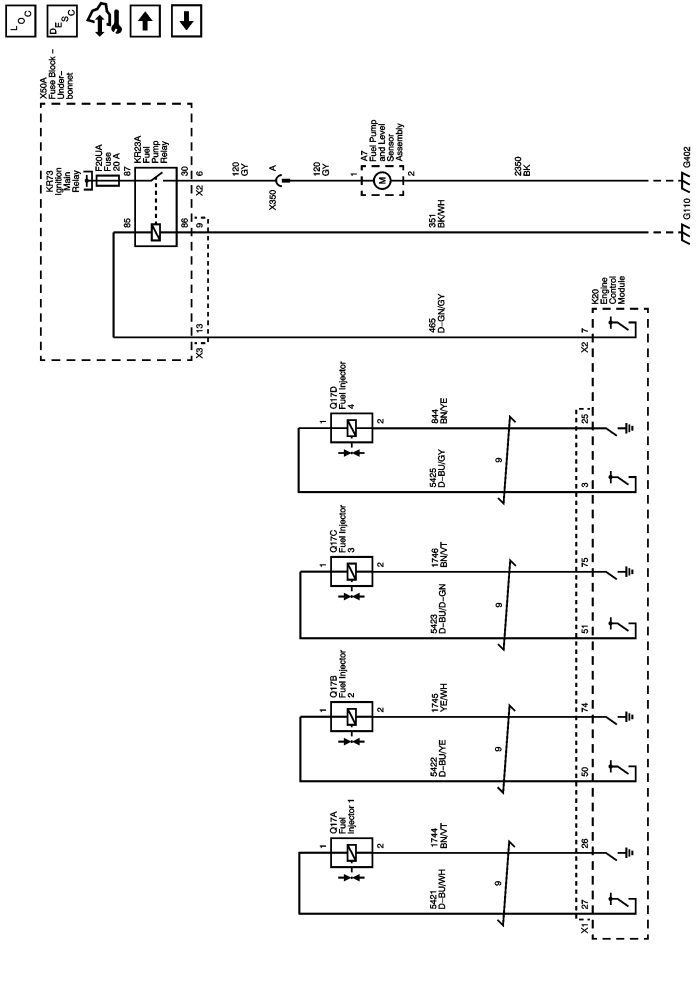 LOC
DESC
X50A
Fuse Block –
Under–
bonnet
KR73
Ignition
Main
Relay
F20UA
Fuse
20 A
KR23A
Fuel
Pump
Relay
87
30
85
86
6
X2
9
13
X3
120
GY
A
X350
120
GY
1
A7
Fuel Pump
and Level
Sensor
Assembly
M
2
2350
BK
G402
351
BK/WH
G110
465
D–GN/GY
7
X2
K20
Engine
Control
Module
Q17D
Fuel Injector
4
1
2
844
BN/YE
5425
D–BU/GY
9
25
3
Q17C
Fuel Injector
3
1
2
1746
BN/VT
5423
D–BU/D–GN
9
75
51
Q17B
Fuel Injector
2
1
2
1745
YE/WH
5422
D–BU/YE
9
74
50
Q17A
Fuel
Injector 1
1
2
1744
BN/VT
5421
D–BU/WH
9
26
27
X1